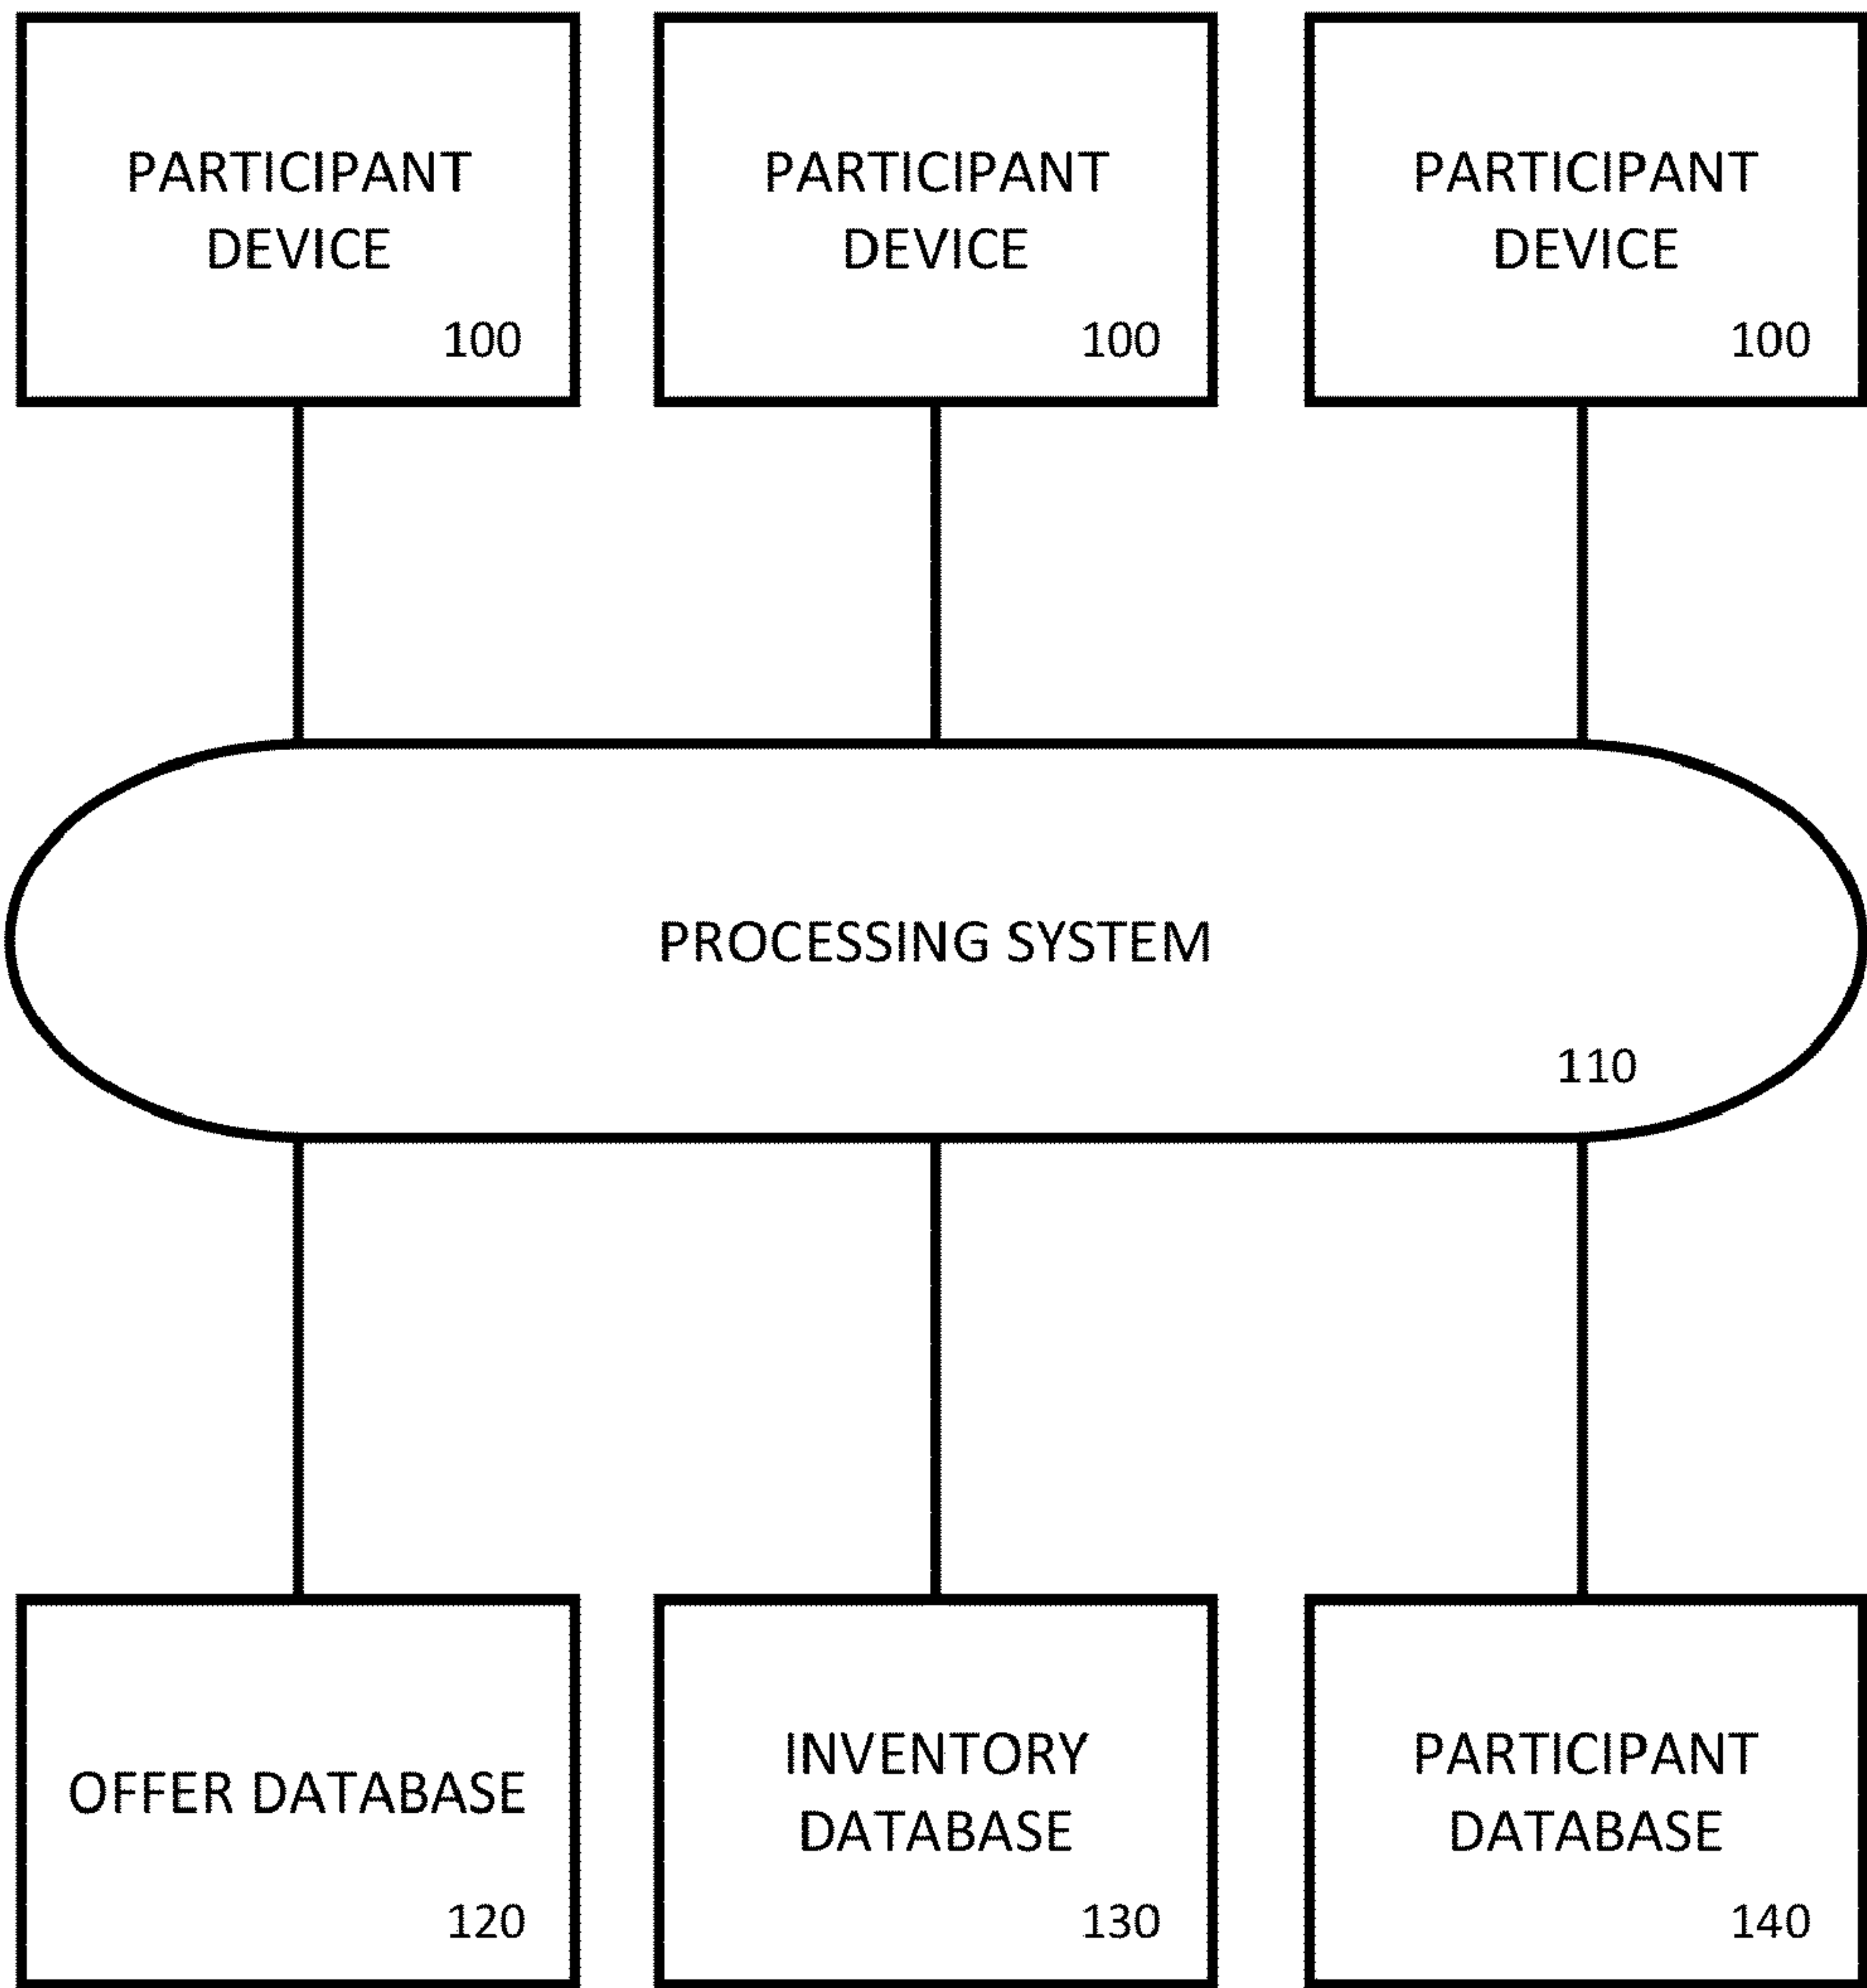 PARTICIPANT
DEVICE
100
PARTICIPANT
DEVICE
100
PARTICIPANT
DEVICE
100
PROCESSING SYSTEM
110
OFFER DATABASE
120
INVENTORY
DATABASE
130
PARTICIPANT
DATABASE
140